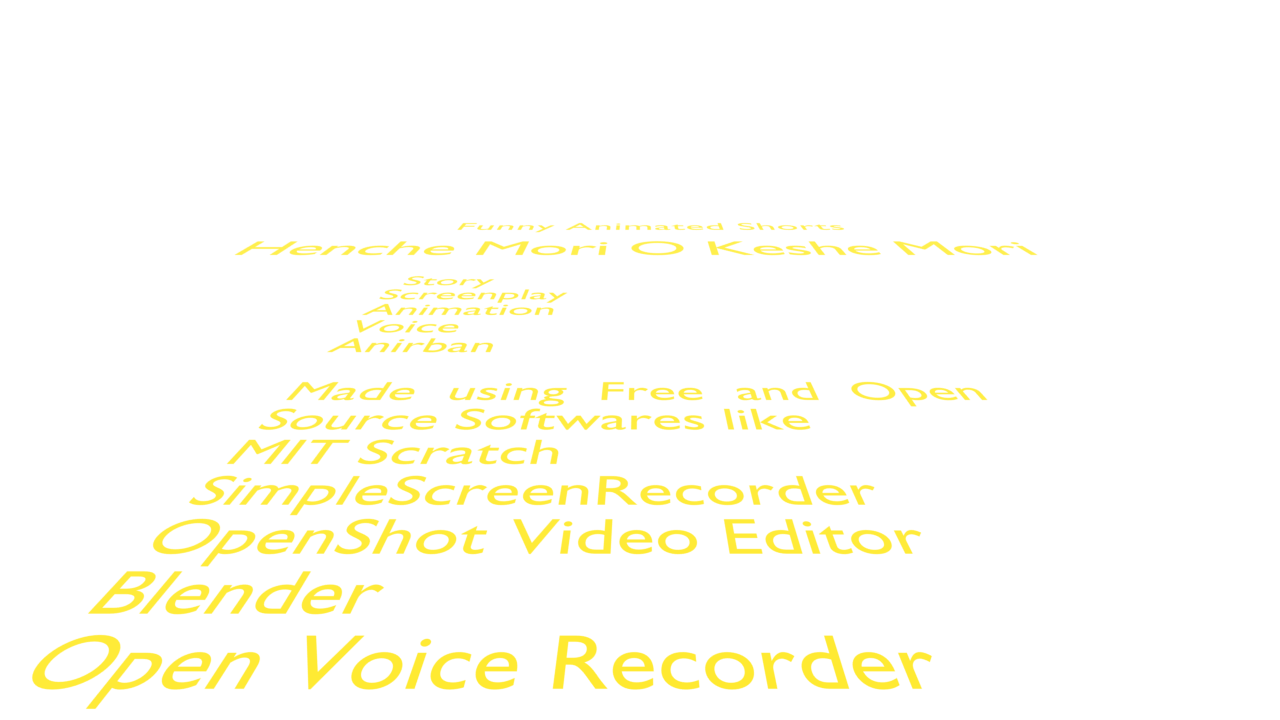 Funny Animated Shorts
Henche Mori O Keshe Mori
Story
Screenplay
Animation
Voice
Anirban
Made using Free and Open
Source Softwares like
MIT Scratch
SimpleScreenRecorder
OpenShot Video Editor
Blender
Open Voice Recorder